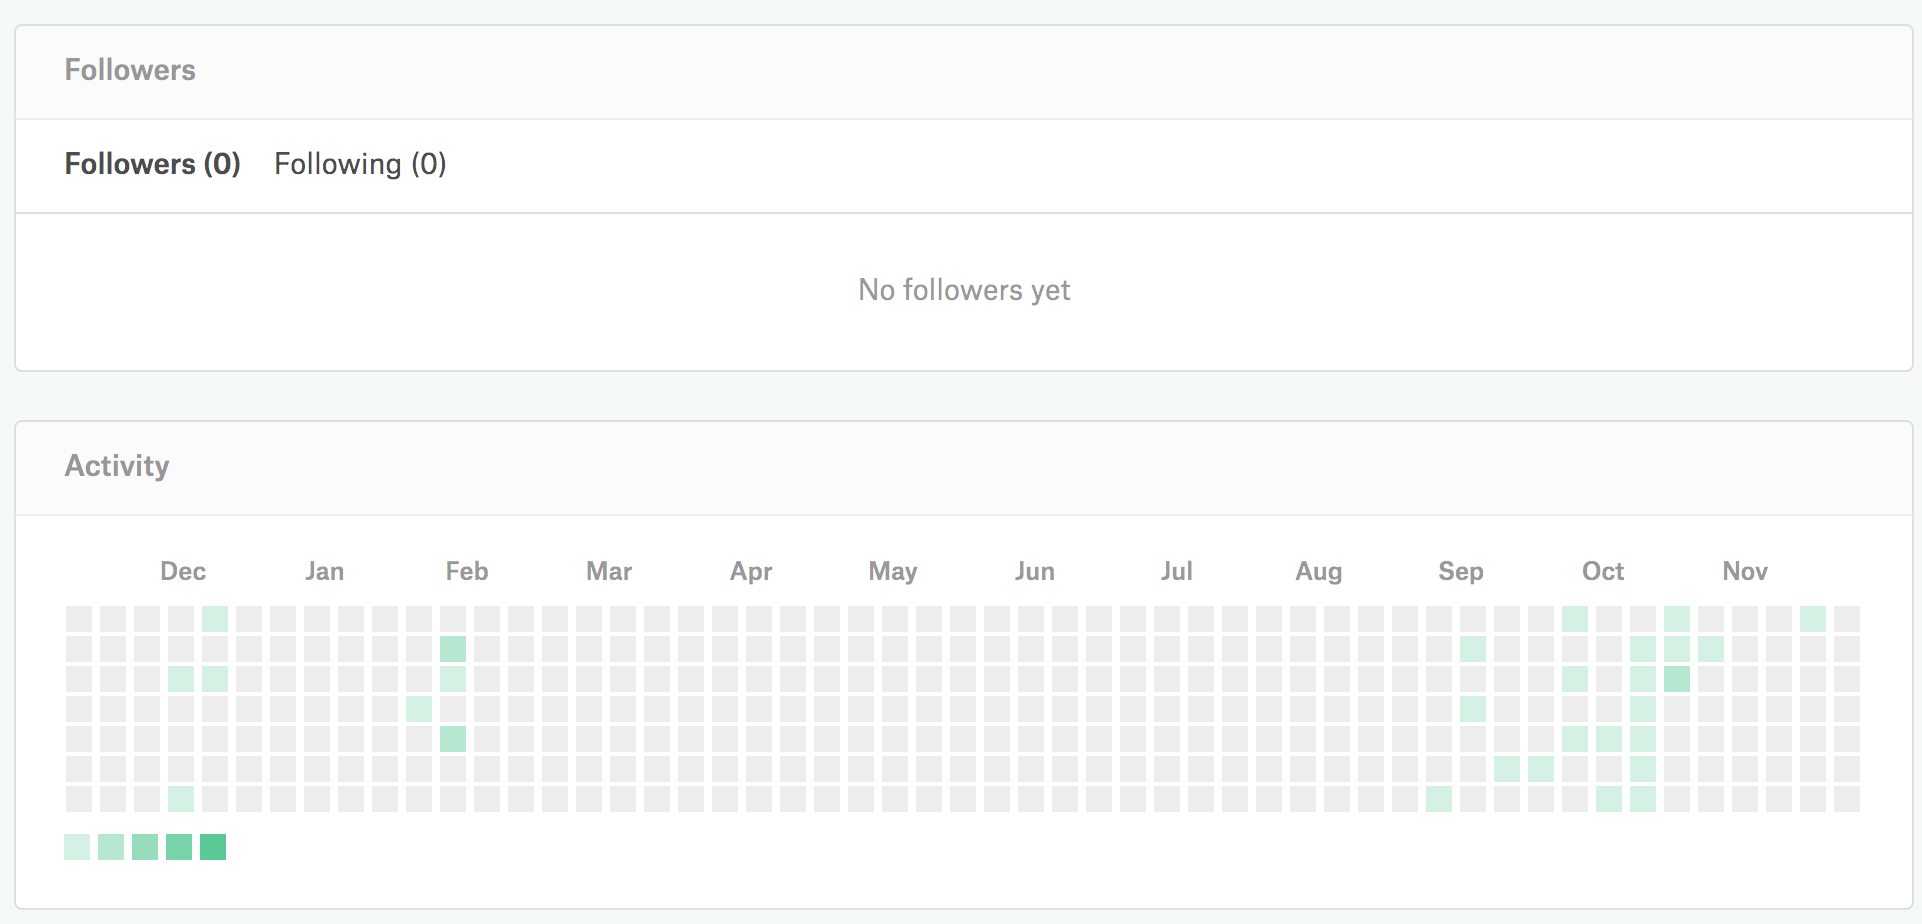 Followers
Followers (0) Following (0)
No followers yet
Activity
Dec Jan Feb Mar Apr May Jun Jul Aug Sep Oct Nov